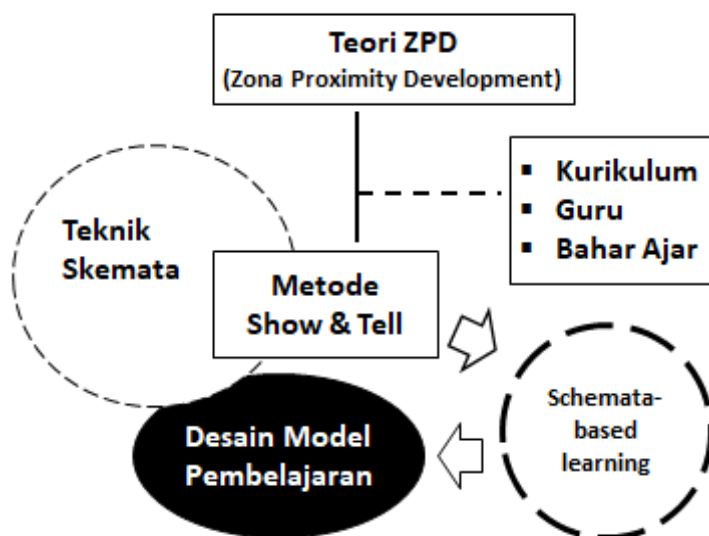 Teori ZPD
(Zona Proximity Development)
▪ Kurikulum
▪ Guru
▪ Bahar Ajar
Teknik
Skemata
Metode
Show & Tell
Schemata-
based
learning
Desain Model
Pembelajaran